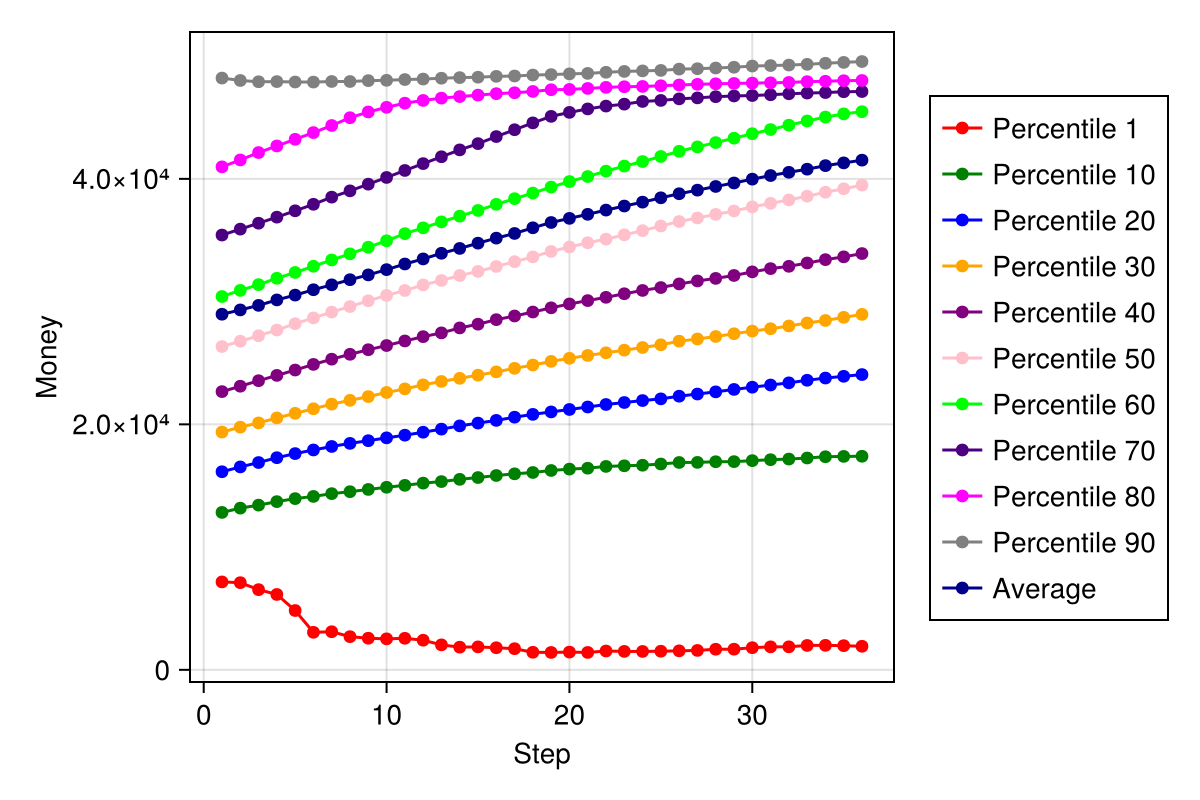 Money
4.0×10⁴
2.0×10⁴
0
0 10 20 30
Step
Percentile 1
Percentile 10
Percentile 20
Percentile 30
Percentile 40
Percentile 50
Percentile 60
Percentile 70
Percentile 80
Percentile 90
Average